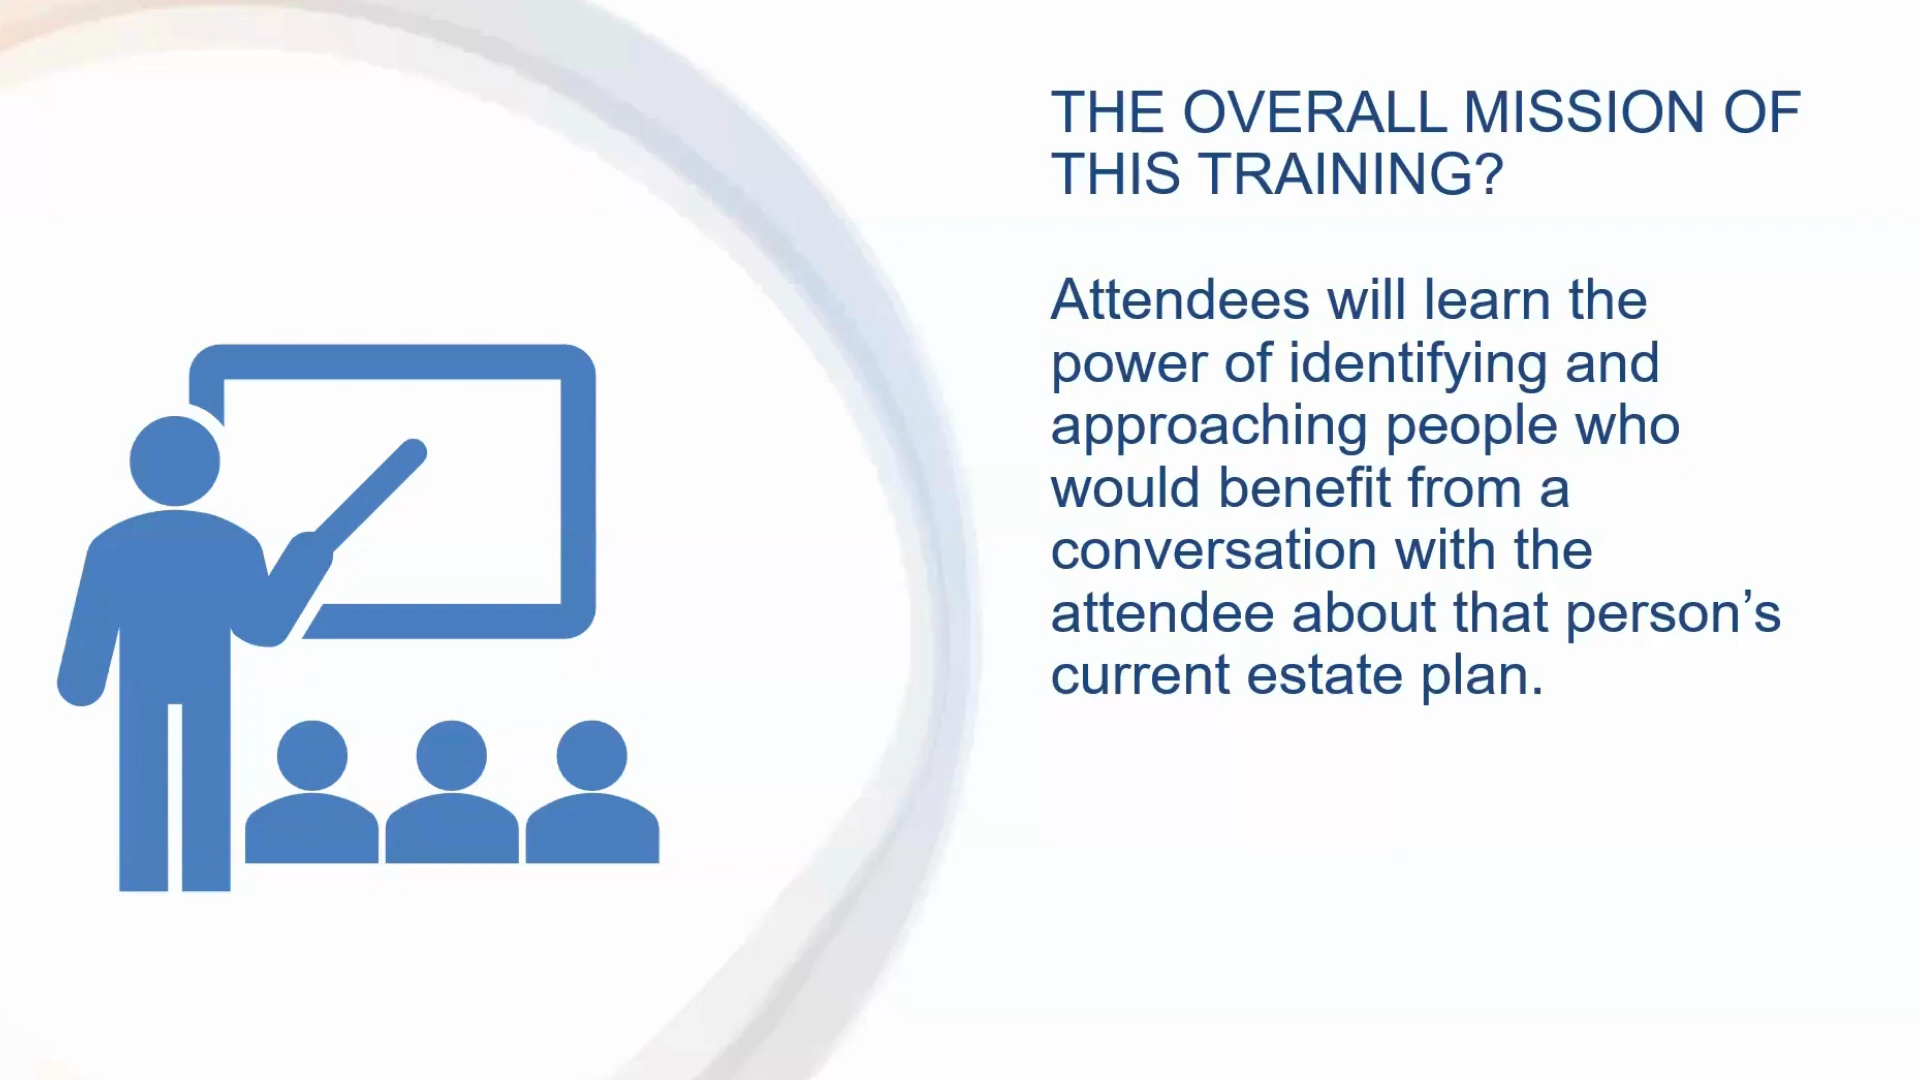 THE OVERALL MISSION OF
THIS TRAINING?
Attendees will learn the
power of identifying and
approaching people who
would benefit from a
conversation with the
attendee about that person’s
current estate plan.